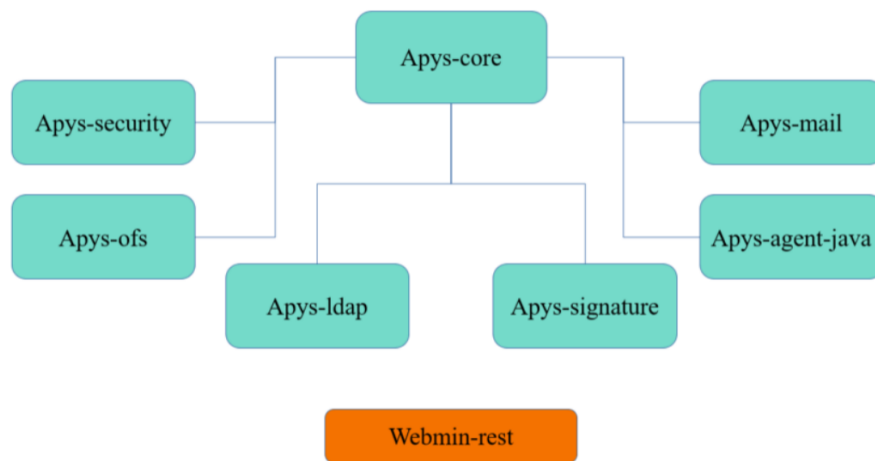 Apys-core
Apys-security
Apys-mail
Apys-ofs
Apys-agent-java
Apys-ldap
Apys-signature
Webmin-rest